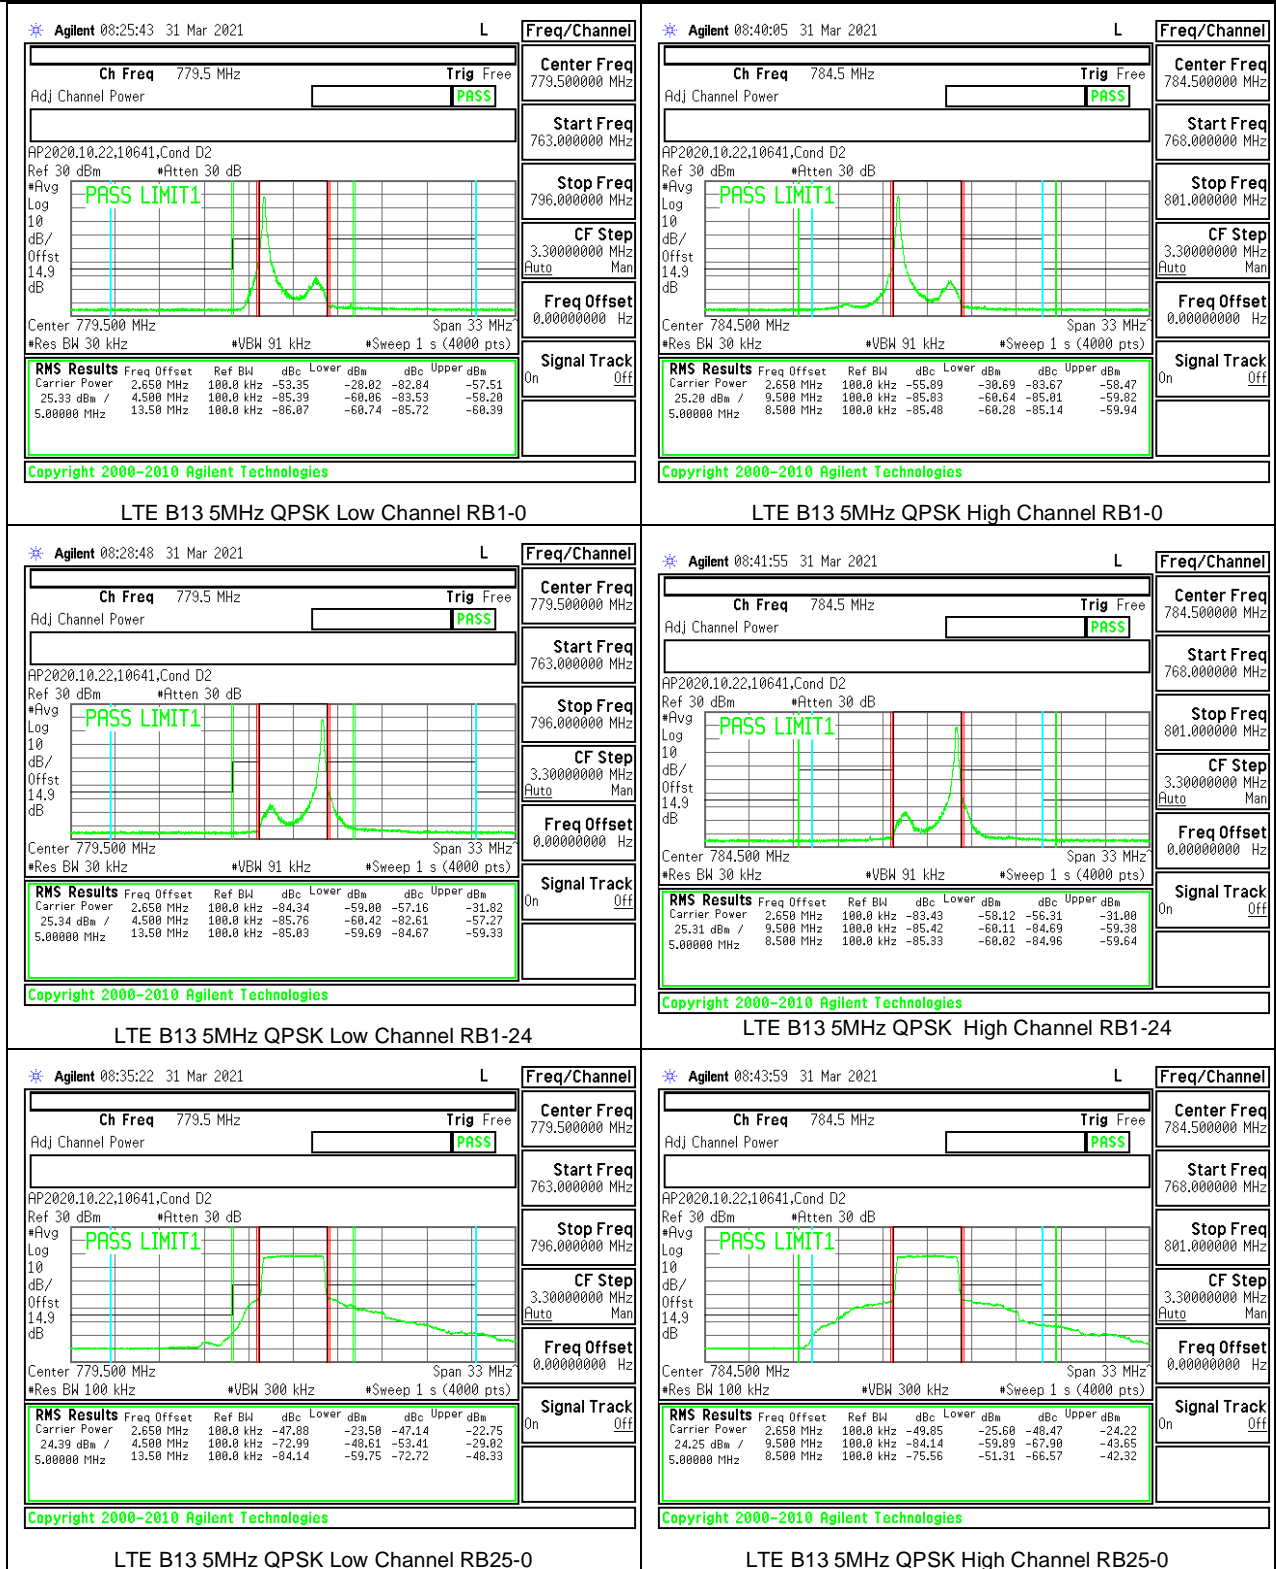 Agilent 08:25:43 31 Mar 2021 L Freq/Channel
Ch Freq 779.5 MHz Trig Free
Adj Channel Power PASS
Center Freq
779.500000 MHz
Start Freq
763.000000 MHz
AP2020.10.22,10641,Cond D2
Ref 30 dBm #Atten 30 dB
#Avg
Log
10
dB/
Offst
14.9
dB
PASS LIMIT1
Stop Freq
796.000000 MHz
CF Step
3.30000000 MHz
Auto Man
Freq Offset
0.00000000 Hz
Center 779.500 MHz Span 33 MHz^
#Res BW 30 kHz #VBW 91 kHz #Sweep 1 s (4000 pts)
Signal Track
On Off
RMS Results Freq Offset Ref BW dBc Lower dBm dBc Upper dBm
Carrier Power 2.650 MHz 100.0 kHz -53.35 -28.02 -82.84 -57.51
25.33 dBm / 4.500 MHz 100.0 kHz -85.39 -60.06 -83.53 -58.20
5.00000 MHz 13.50 MHz 100.0 kHz -86.07 -60.74 -85.72 -60.39
Copyright 2000-2010 Agilent Technologies
LTE B13 5MHz QPSK Low Channel RB1-0
Agilent 08:40:05 31 Mar 2021 L Freq/Channel
Ch Freq 784.5 MHz Trig Free
Adj Channel Power PASS
Center Freq
784.500000 MHz
Start Freq
768.000000 MHz
AP2020.10.22,10641,Cond D2
Ref 30 dBm #Atten 30 dB
#Avg
Log
10
dB/
Offst
14.9
dB
PASS LIMIT1
Stop Freq
801.000000 MHz
CF Step
3.30000000 MHz
Auto Man
Freq Offset
0.00000000 Hz
Center 784.500 MHz Span 33 MHz^
#Res BW 30 kHz #VBW 91 kHz #Sweep 1 s (4000 pts)
Signal Track
On Off
RMS Results Freq Offset Ref BW dBc Lower dBm dBc Upper dBm
Carrier Power 2.650 MHz 100.0 kHz -55.89 -30.69 -83.67 -58.47
25.20 dBm / 9.500 MHz 100.0 kHz -85.83 -60.64 -85.01 -59.82
5.00000 MHz 8.500 MHz 100.0 kHz -85.48 -60.28 -85.14 -59.94
Copyright 2000-2010 Agilent Technologies
LTE B13 5MHz QPSK High Channel RB1-0
Agilent 08:28:48 31 Mar 2021 L Freq/Channel
Ch Freq 779.5 MHz Trig Free
Adj Channel Power PASS
Center Freq
779.500000 MHz
Start Freq
763.000000 MHz
AP2020.10.22,10641,Cond D2
Ref 30 dBm #Atten 30 dB
#Avg
Log
10
dB/
Offst
14.9
dB
PASS LIMIT1
Stop Freq
796.000000 MHz
CF Step
3.30000000 MHz
Auto Man
Freq Offset
0.00000000 Hz
Center 779.500 MHz Span 33 MHz^
#Res BW 30 kHz #VBW 91 kHz #Sweep 1 s (4000 pts)
Signal Track
On Off
RMS Results Freq Offset Ref BW dBc Lower dBm dBc Upper dBm
Carrier Power 2.650 MHz 100.0 kHz -84.34 -59.00 -57.16 -31.82
25.34 dBm / 4.500 MHz 100.0 kHz -85.76 -60.42 -82.61 -57.27
5.00000 MHz 13.50 MHz 100.0 kHz -85.03 -59.69 -84.67 -59.33
Copyright 2000-2010 Agilent Technologies
LTE B13 5MHz QPSK Low Channel RB1-24
Agilent 08:41:55 31 Mar 2021 L Freq/Channel
Ch Freq 784.5 MHz Trig Free
Adj Channel Power PASS
Center Freq
784.500000 MHz
Start Freq
768.000000 MHz
AP2020.10.22,10641,Cond D2
Ref 30 dBm #Atten 30 dB
#Avg
Log
10
dB/
Offst
14.9
dB
PASS LIMIT1
Stop Freq
801.000000 MHz
CF Step
3.30000000 MHz
Auto Man
Freq Offset
0.00000000 Hz
Center 784.500 MHz Span 33 MHz^
#Res BW 30 kHz #VBW 91 kHz #Sweep 1 s (4000 pts)
Signal Track
On Off
RMS Results Freq Offset Ref BW dBc Lower dBm dBc Upper dBm
Carrier Power 2.650 MHz 100.0 kHz -83.43 -58.12 -56.31 -31.00
25.31 dBm / 9.500 MHz 100.0 kHz -85.42 -60.11 -84.69 -59.38
5.00000 MHz 8.500 MHz 100.0 kHz -85.33 -60.02 -84.96 -59.64
Copyright 2000-2010 Agilent Technologies
LTE B13 5MHz QPSK High Channel RB1-24
Agilent 08:35:22 31 Mar 2021 L Freq/Channel
Ch Freq 779.5 MHz Trig Free
Adj Channel Power PASS
Center Freq
779.500000 MHz
Start Freq
763.000000 MHz
AP2020.10.22,10641,Cond D2
Ref 30 dBm #Atten 30 dB
#Avg
Log
10
dB/
Offst
14.9
dB
PASS LIMIT1
Stop Freq
796.000000 MHz
CF Step
3.30000000 MHz
Auto Man
Freq Offset
0.00000000 Hz
Center 779.500 MHz Span 33 MHz^
#Res BW 100 kHz #VBW 300 kHz #Sweep 1 s (4000 pts)
Signal Track
On Off
RMS Results Freq Offset Ref BW dBc Lower dBm dBc Upper dBm
Carrier Power 2.650 MHz 100.0 kHz -47.88 -23.50 -47.14 -22.75
24.39 dBm / 4.500 MHz 100.0 kHz -72.99 -48.61 -53.41 -29.02
5.00000 MHz 13.50 MHz 100.0 kHz -84.14 -59.75 -72.72 -48.33
Copyright 2000-2010 Agilent Technologies
LTE B13 5MHz QPSK Low Channel RB25-0
Agilent 08:43:59 31 Mar 2021 L Freq/Channel
Ch Freq 784.5 MHz Trig Free
Adj Channel Power PASS
Center Freq
784.500000 MHz
Start Freq
768.000000 MHz
AP2020.10.22,10641,Cond D2
Ref 30 dBm #Atten 30 dB
#Avg
Log
10
dB/
Offst
14.9
dB
PASS LIMIT1
Stop Freq
801.000000 MHz
CF Step
3.30000000 MHz
Auto Man
Freq Offset
0.00000000 Hz
Center 784.500 MHz Span 33 MHz^
#Res BW 100 kHz #VBW 300 kHz #Sweep 1 s (4000 pts)
Signal Track
On Off
RMS Results Freq Offset Ref BW dBc Lower dBm dBc Upper dBm
Carrier Power 2.650 MHz 100.0 kHz -49.85 -25.60 -48.47 -24.22
24.25 dBm / 9.500 MHz 100.0 kHz -84.14 -59.89 -67.90 -43.65
5.00000 MHz 8.500 MHz 100.0 kHz -75.56 -51.31 -66.57 -42.32
Copyright 2000-2010 Agilent Technologies
LTE B13 5MHz QPSK High Channel RB25-0